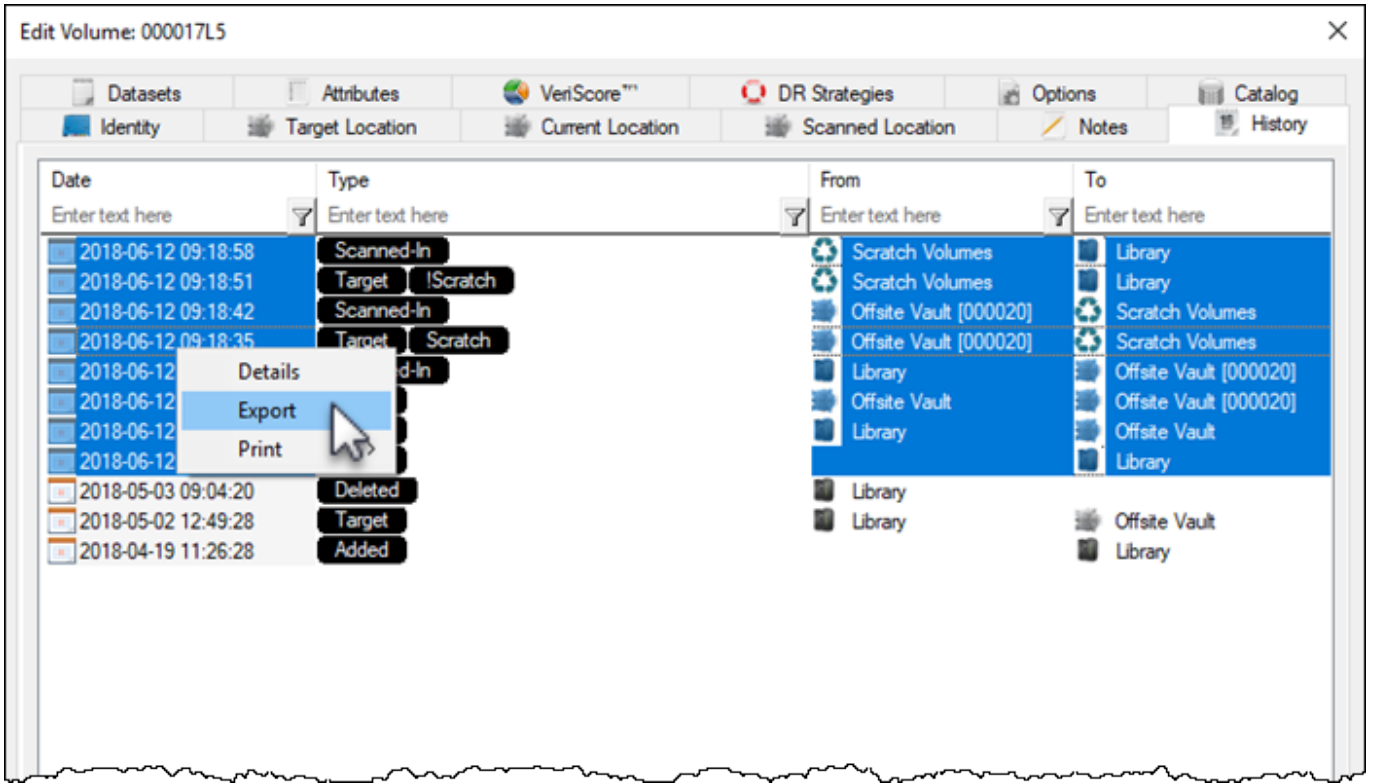 Edit Volume: 000017L5
Datasets Attributes VeriScore™ DR Strategies Options Catalog
Identity Target Location Current Location Scanned Location Notes History
Date Type From To
Enter text here Enter text here Enter text here Enter text here
2018-06-12 09:18:58 Scanned-In Scratch Volumes Library
2018-06-12 09:18:51 Target !Scratch Scratch Volumes Library
2018-06-12 09:18:42 Scanned-In Offsite Vault [000020] Scratch Volumes
2018-06-12 09:18:35 Target Scratch Offsite Vault [000020] Scratch Volumes
2018-06-12 Details d-In Library Offsite Vault [000020]
2018-06-12 Export Offsite Vault Offsite Vault [000020]
2018-06-12 Library Offsite Vault
Print
2018-06-12 Library
2018-05-03 09:04:20 Deleted Library
2018-05-02 12:49:28 Target Library Offsite Vault
2018-04-19 11:26:28 Added Library